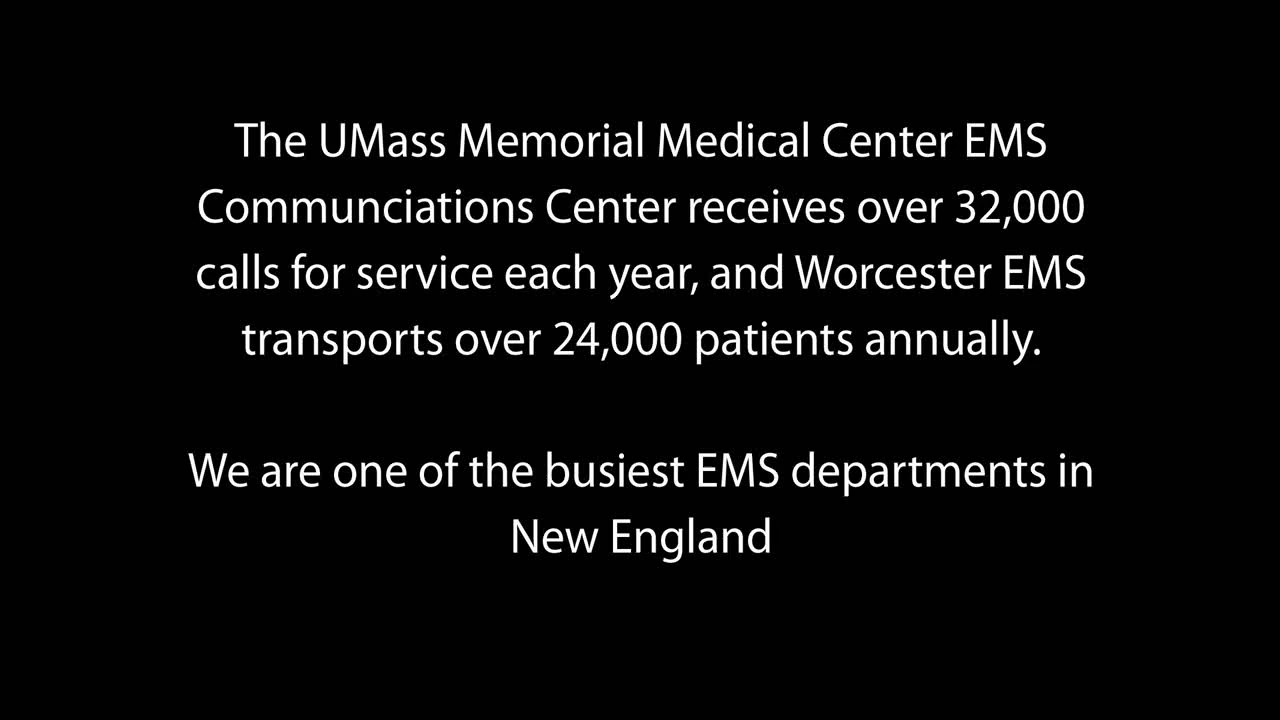 The UMass Memorial Medical Center EMS
Communciations Center receives over 32,000
calls for service each year, and Worcester EMS
transports over 24,000 patients annually.
We are one of the busiest EMS departments in
New England